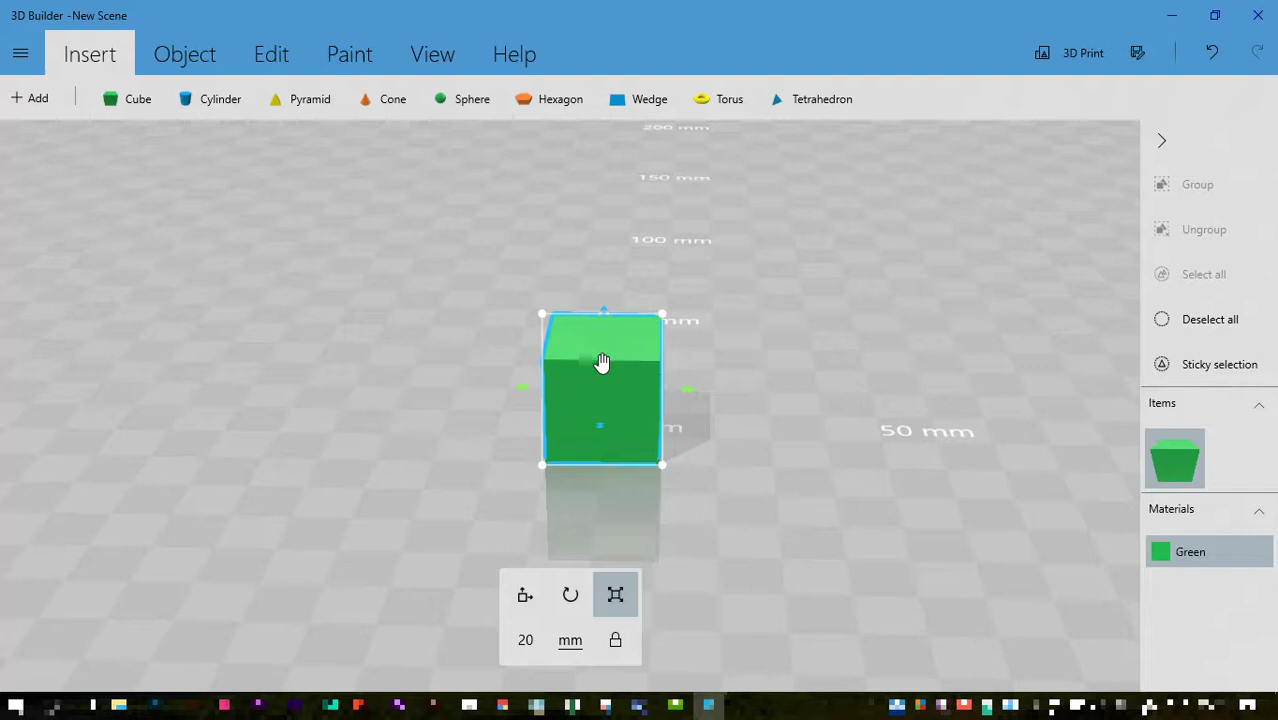 3D Builder -New Scene
Insert Object Edit Paint View Help 3D Print
Add Cube Cylinder Pyramid Cone Sphere Hexagon Wedge Torus Tetrahedron
200 mm
150 mm
Group
Ungroup
100 mm
Select all
mm
Deselect all
Sticky selection
Items
50 mm
Materials
Green
20 mm